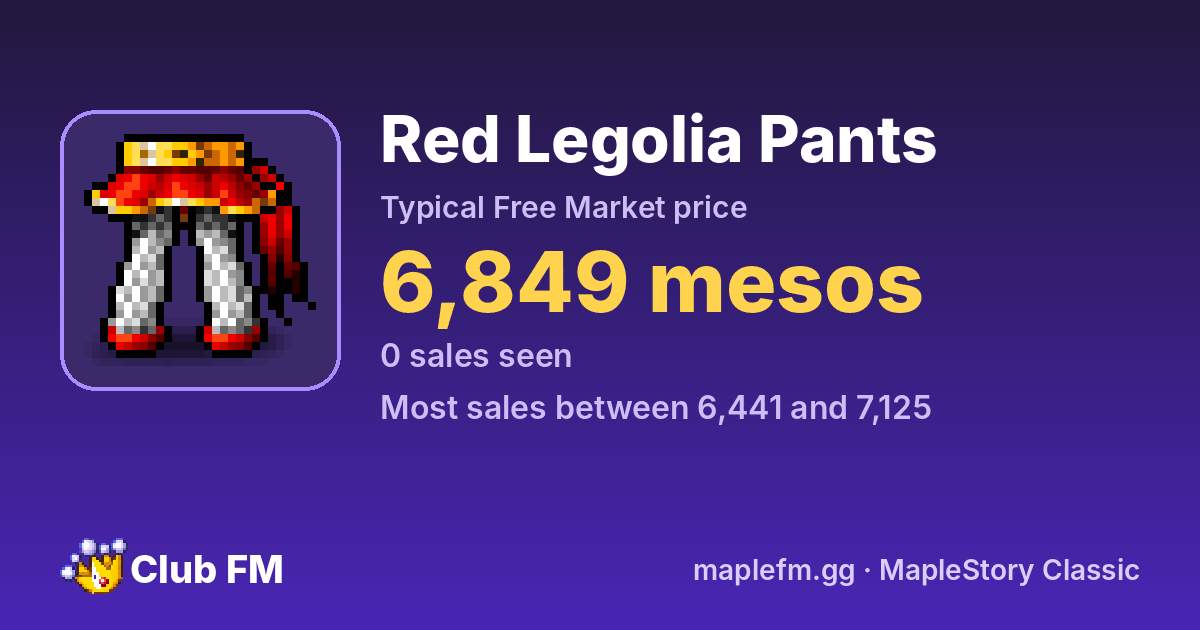 Red Legolia Pants
Typical Free Market price
6,849 mesos
0 sales seen
Most sales between 6,441 and 7,125
Club FM
maplefm.gg · MapleStory Classic